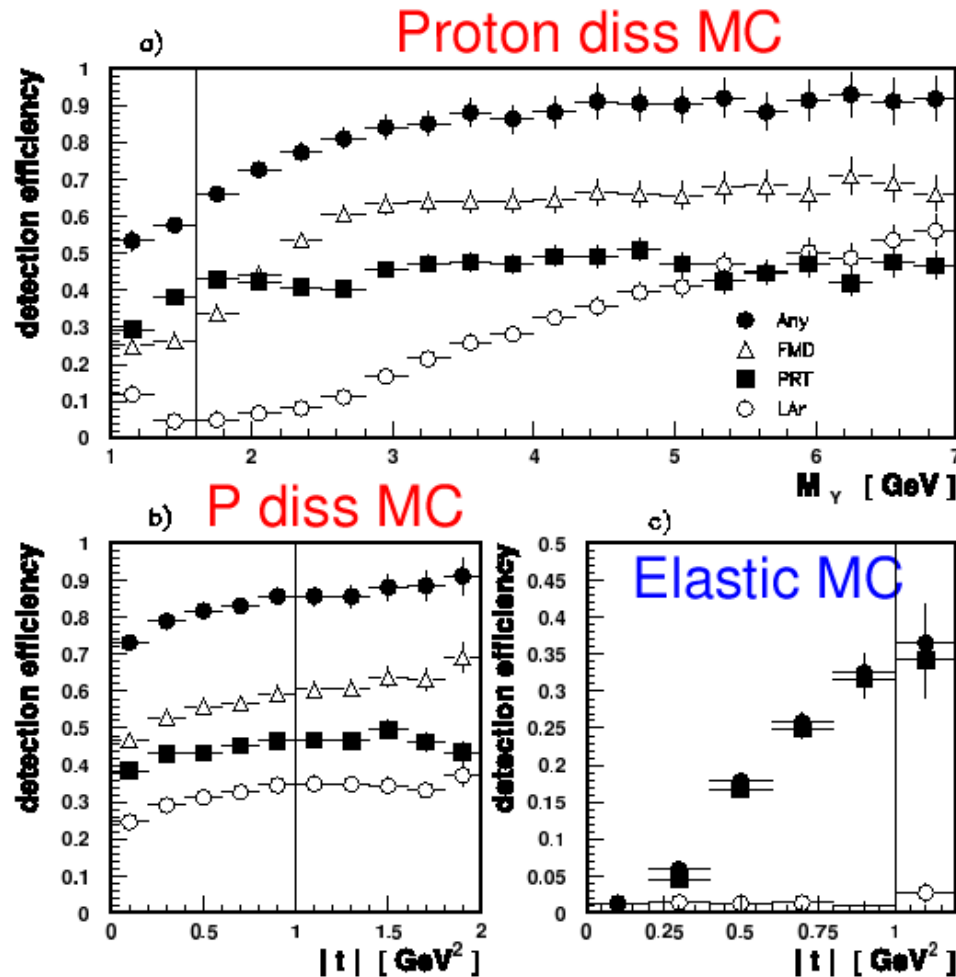 Proton diss MC
a)
detection efficiency
1
0.9
0.8
0.7
0.6
0.5
0.4
0.3
0.2
0.1
0
Any
FMD
PRT
LAr
1 2 3 4 5 6 7
M Y [ GeV ]
P diss MC
b)
detection efficiency
1
0.9
0.8
0.7
0.6
0.5
0.4
0.3
0.2
0.1
0
0 0.5 1 1.5 2
|t| [ GeV² ]
c)
Elastic MC
detection efficiency
0.5
0.45
0.4
0.35
0.3
0.25
0.2
0.15
0.1
0.05
0
0 0.25 0.5 0.75 1
|t| [ GeV² ]